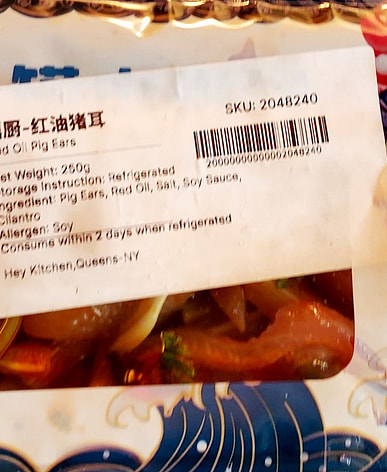 厨-红油猪耳
SKU: 2048240
ed Oil Pig Ears
et Weight: 250g
torage Instruction: Refrigerated
ngredient: Pig Ears, Red Oil, Salt, Soy Sauce,
Cilantro
Allergen: Soy
Consume within 2 days when refrigerated
Hey Kitchen,Queens-NY
20000000000002048240